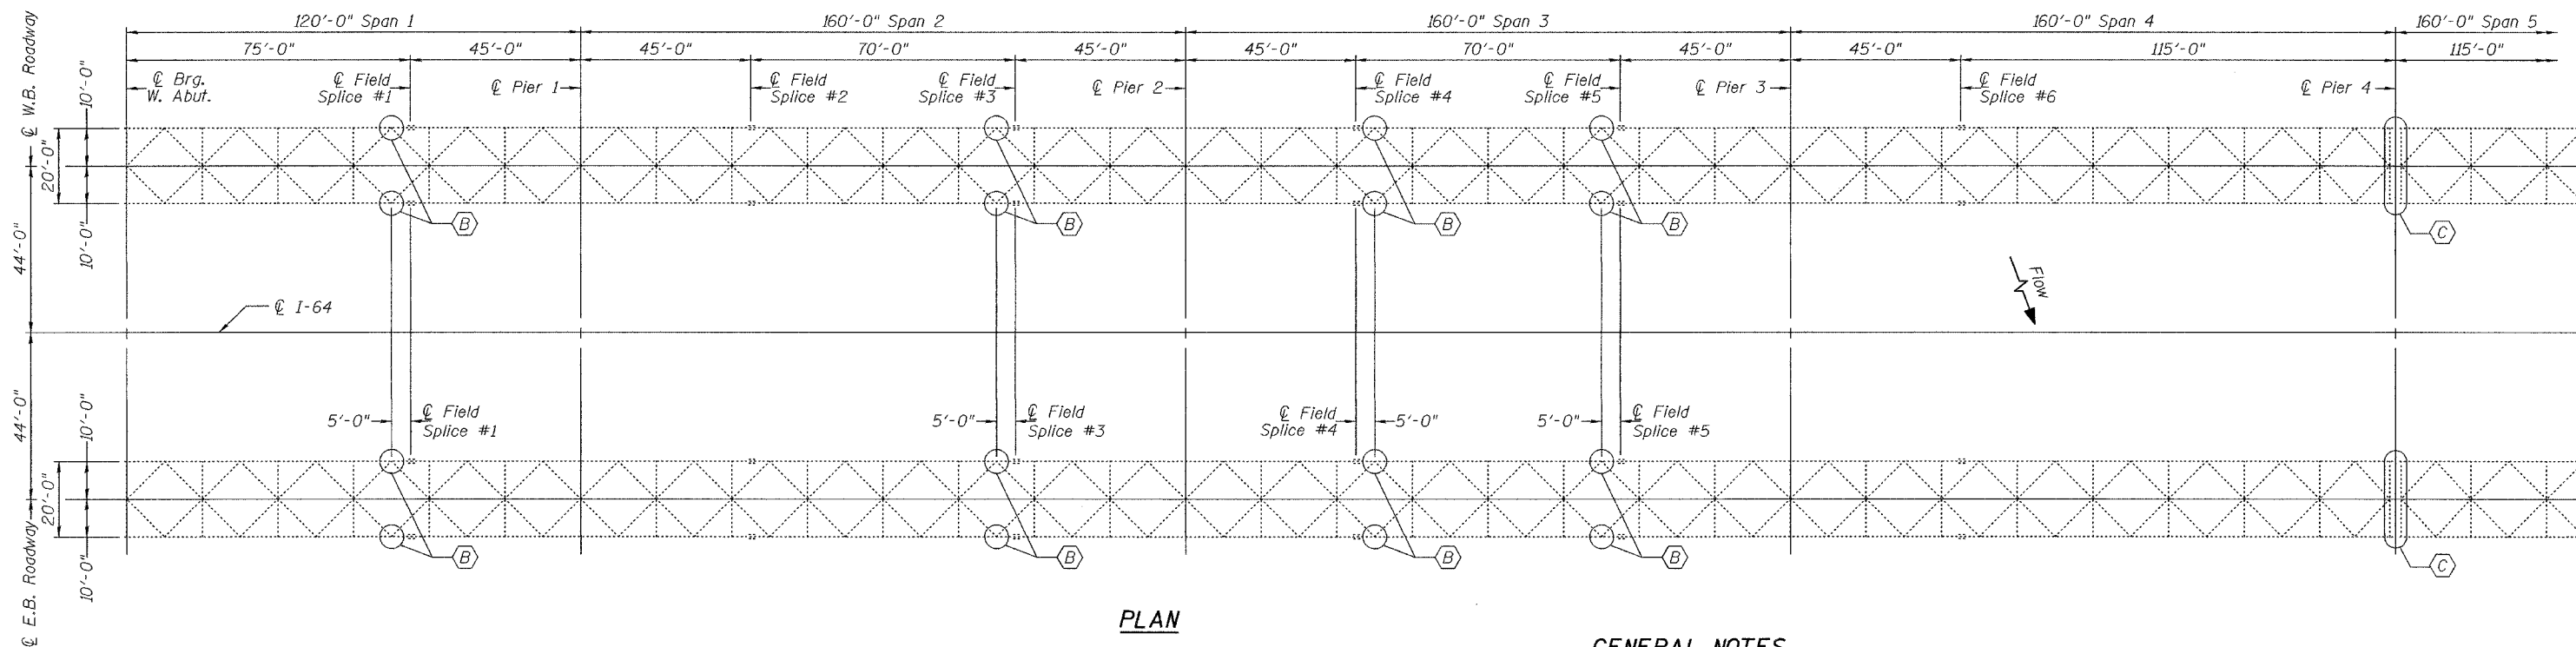 120'-0" Span 1
160'-0" Span 2
160'-0" Span 3
160'-0" Span 4
160'-0" Span 5
75'-0"
45'-0"
45'-0"
70'-0"
45'-0"
45'-0"
70'-0"
45'-0"
45'-0"
115'-0"
115'-0"
℄ W.B. Roadway
10'-0"
20'-0"
10'-0"
44'-0"
℄ Brg.
W. Abut.
℄ Field
Splice #1
℄ Pier 1
℄ Field
Splice #2
℄ Field
Splice #3
℄ Pier 2
℄ Field
Splice #4
℄ Field
Splice #5
℄ Pier 3
℄ Field
Splice #6
℄ Pier 4
B
B
B
B
C
Flow
℄ I-64
44'-0"
10'-0"
20'-0"
10'-0"
℄ E.B. Roadway
5'-0"
℄ Field
Splice #1
5'-0"
℄ Field
Splice #3
℄ Field
Splice #4
5'-0"
5'-0"
℄ Field
Splice #5
B
B
B
B
C
PLAN
GENERAL NOTES